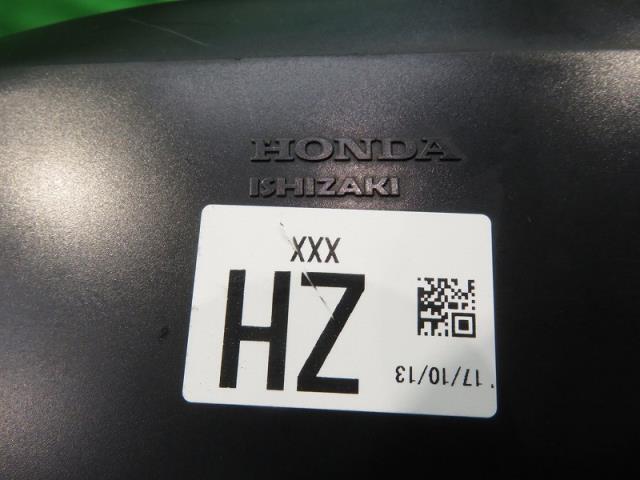 HONDA
ISHIZAKI
XXX
HZ
'17/10/13